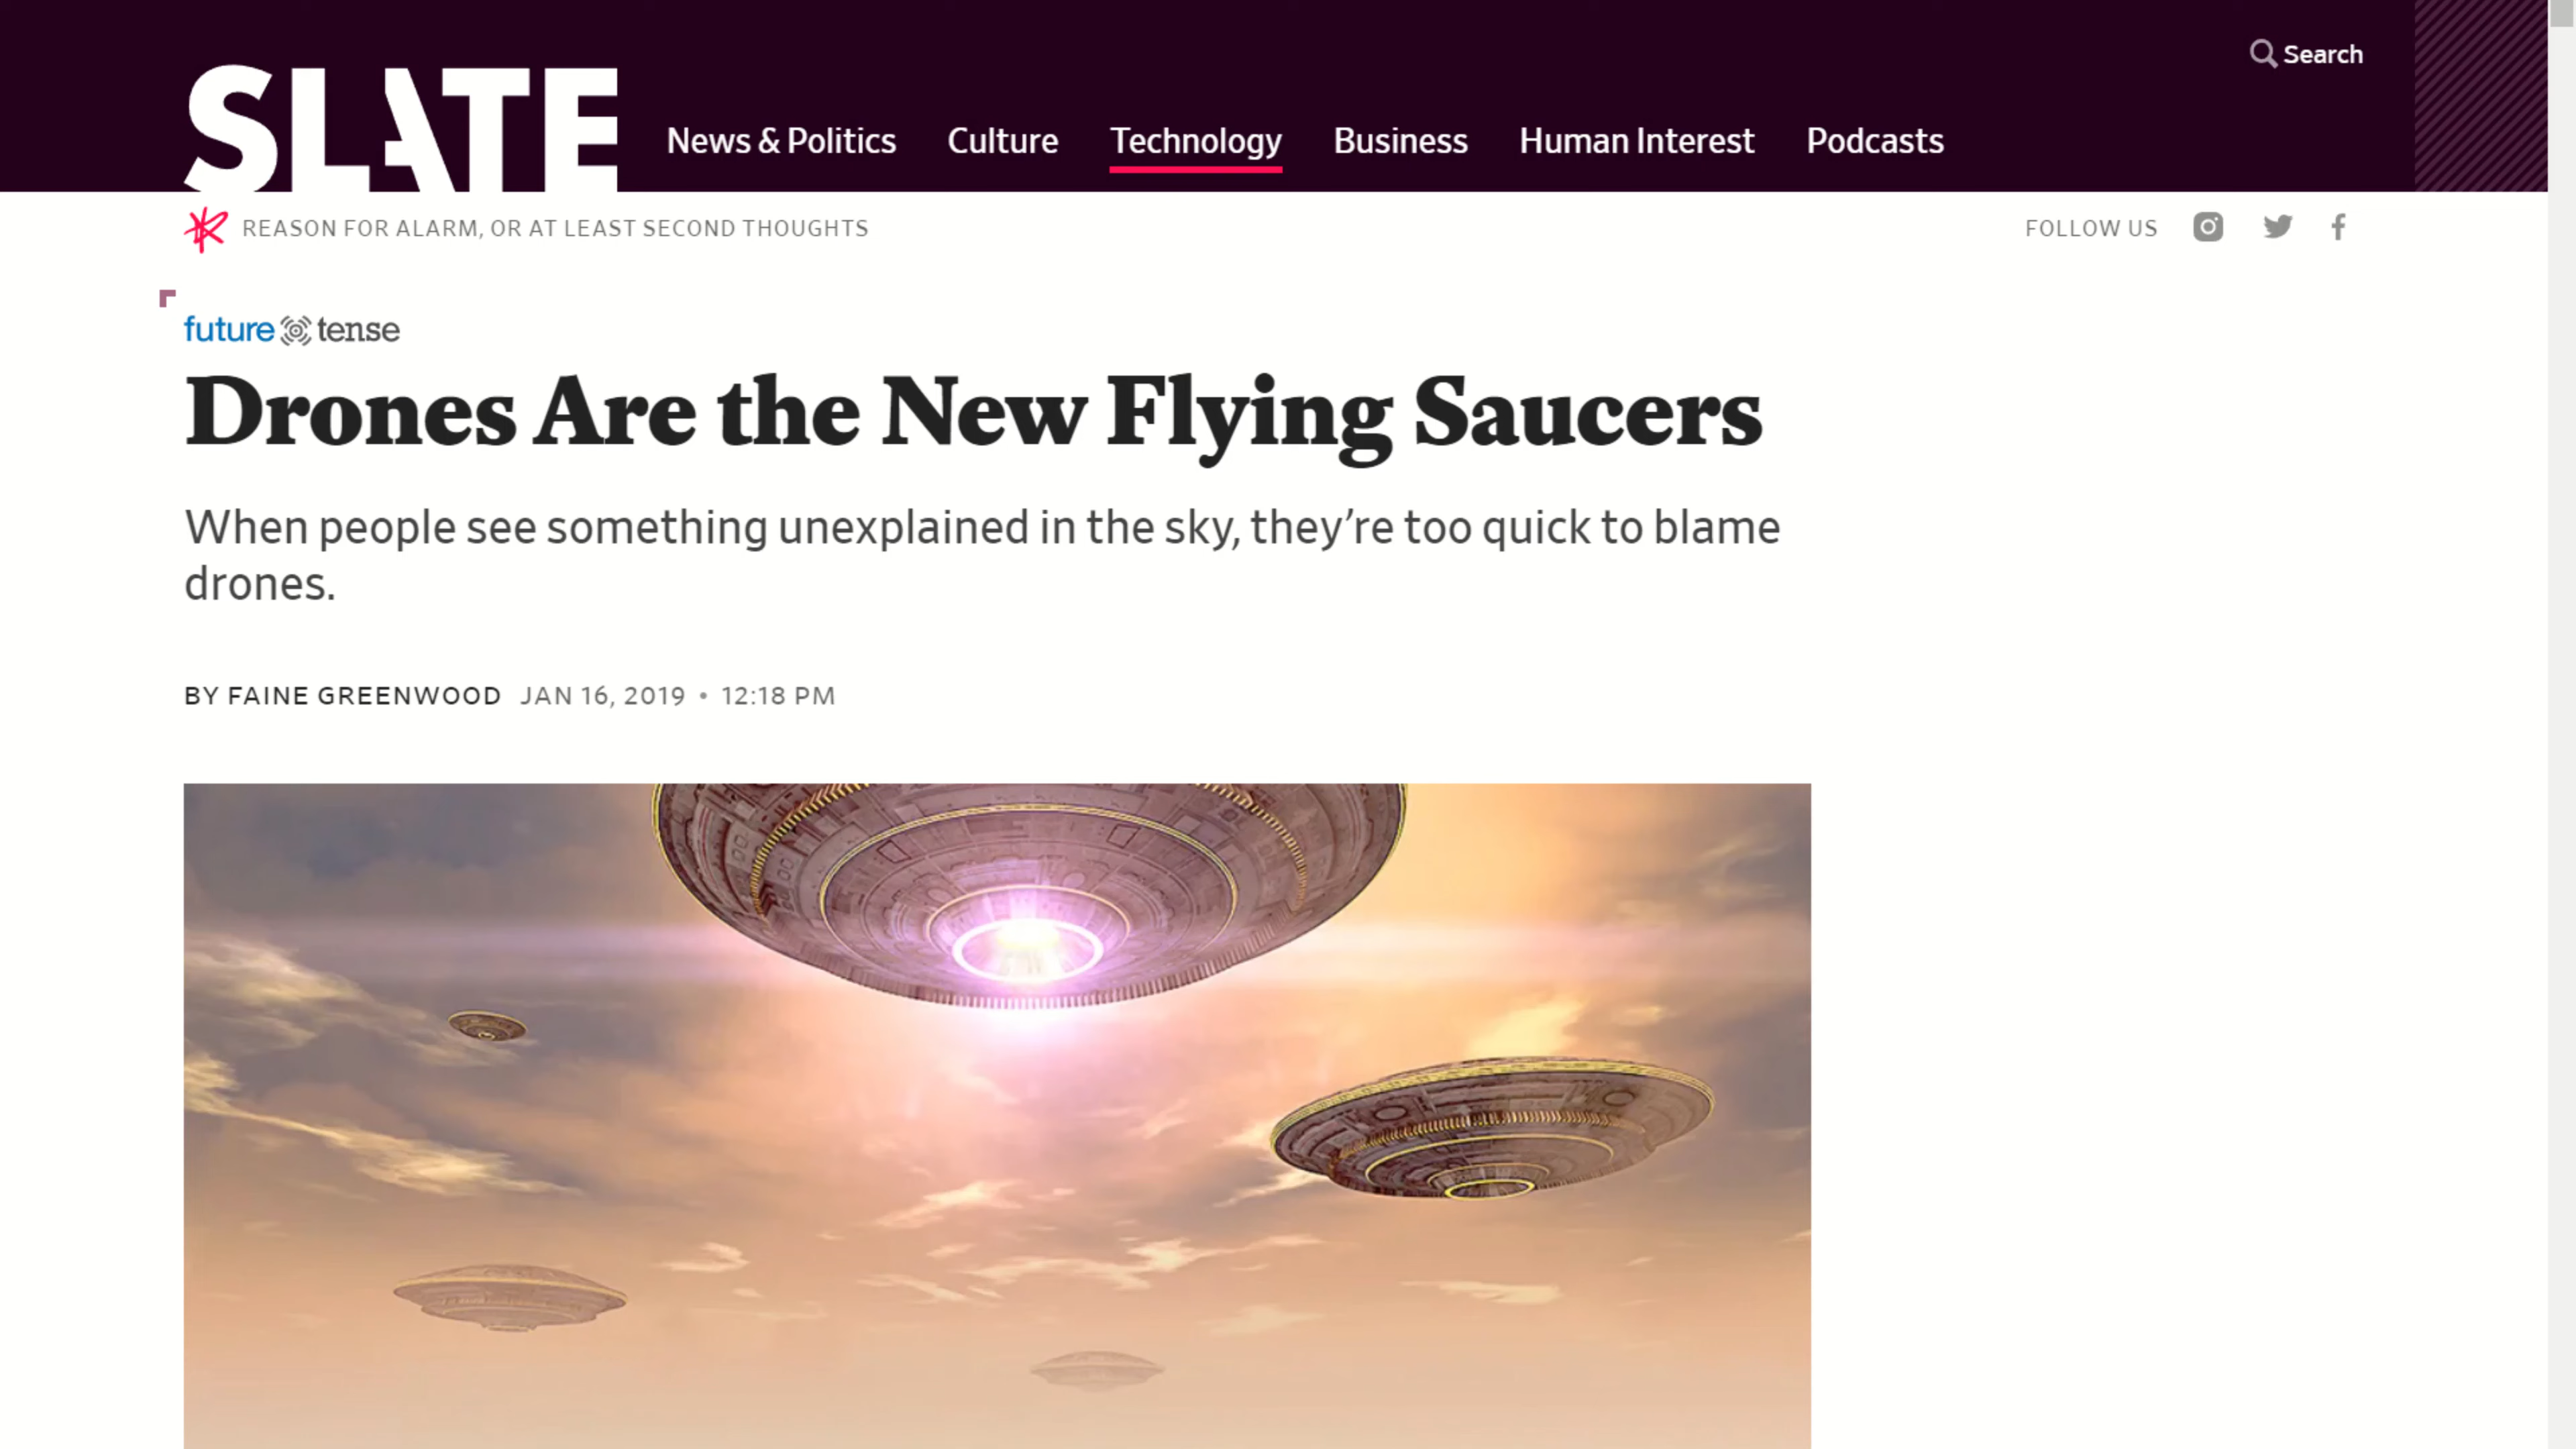 SLATE
Search
News & Politics Culture Technology Business Human Interest Podcasts
REASON FOR ALARM, OR AT LEAST SECOND THOUGHTS
FOLLOW US
future tense
Drones Are the New Flying Saucers
When people see something unexplained in the sky, they’re too quick to blame
drones.
BY FAINE GREENWOOD JAN 16, 2019 • 12:18 PM